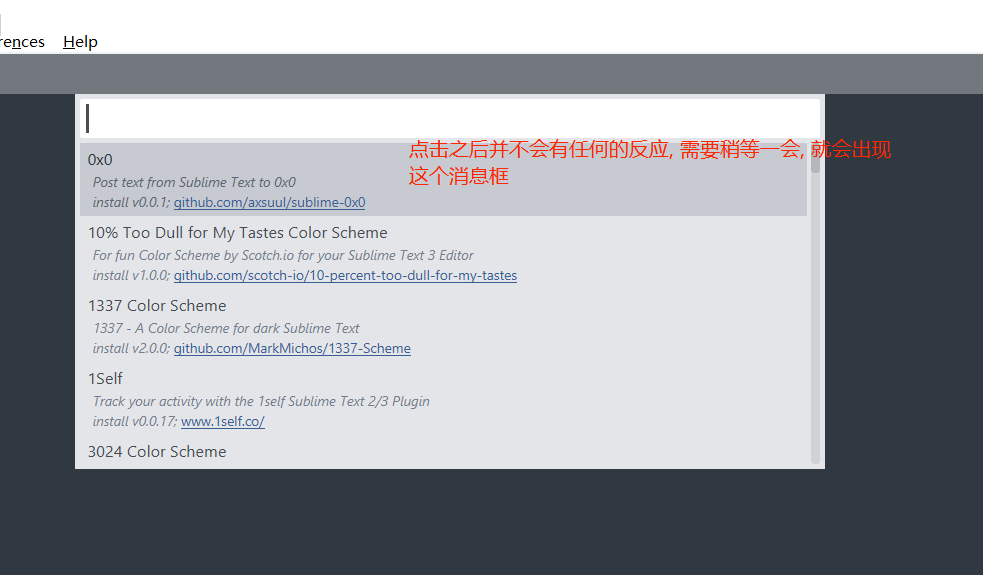 rences Help
点击之后并不会有任何的反应, 需要稍等一会, 就会出现
这个消息框
0x0
Post text from Sublime Text to 0x0
install v0.0.1; github.com/axsuul/sublime-0x0
10% Too Dull for My Tastes Color Scheme
For fun Color Scheme by Scotch.io for your Sublime Text 3 Editor
install v1.0.0; github.com/scotch-io/10-percent-too-dull-for-my-tastes
1337 Color Scheme
1337 - A Color Scheme for dark Sublime Text
install v2.0.0; github.com/MarkMichos/1337-Scheme
1Self
Track your activity with the 1self Sublime Text 2/3 Plugin
install v0.0.17; www.1self.co/
3024 Color Scheme